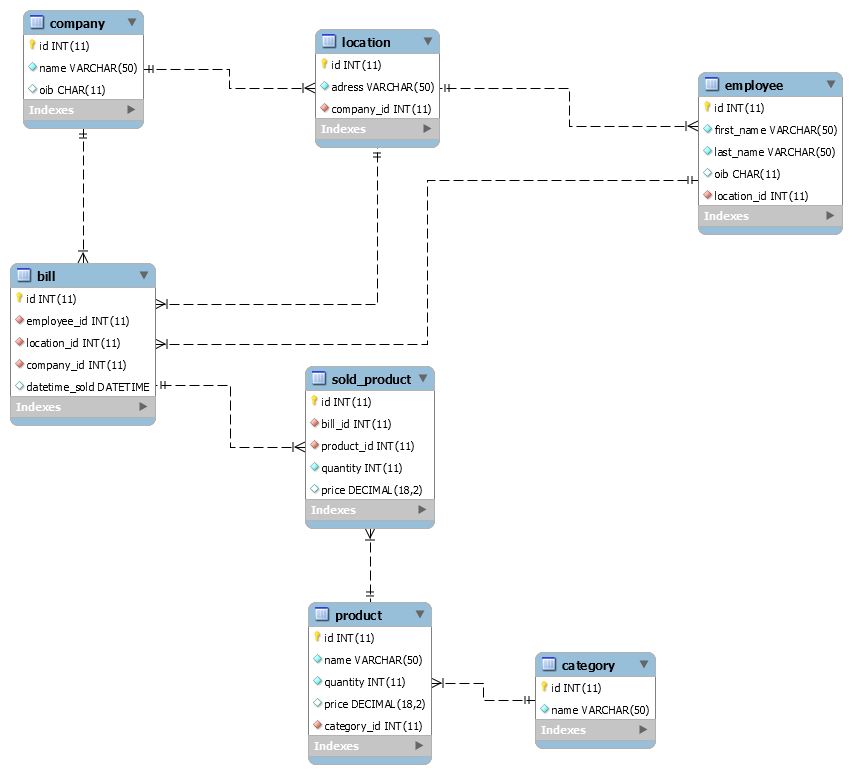 company
id INT(11)
name VARCHAR(50)
oib CHAR(11)
Indexes
location
id INT(11)
adress VARCHAR(50)
company_id INT(11)
Indexes
employee
id INT(11)
first_name VARCHAR(50)
last_name VARCHAR(50)
oib CHAR(11)
location_id INT(11)
Indexes
bill
id INT(11)
employee_id INT(11)
location_id INT(11)
company_id INT(11)
datetime_sold DATETIME
Indexes
sold_product
id INT(11)
bill_id INT(11)
product_id INT(11)
quantity INT(11)
price DECIMAL(18,2)
Indexes
product
id INT(11)
name VARCHAR(50)
quantity INT(11)
price DECIMAL(18,2)
category_id INT(11)
Indexes
category
id INT(11)
name VARCHAR(50)
Indexes